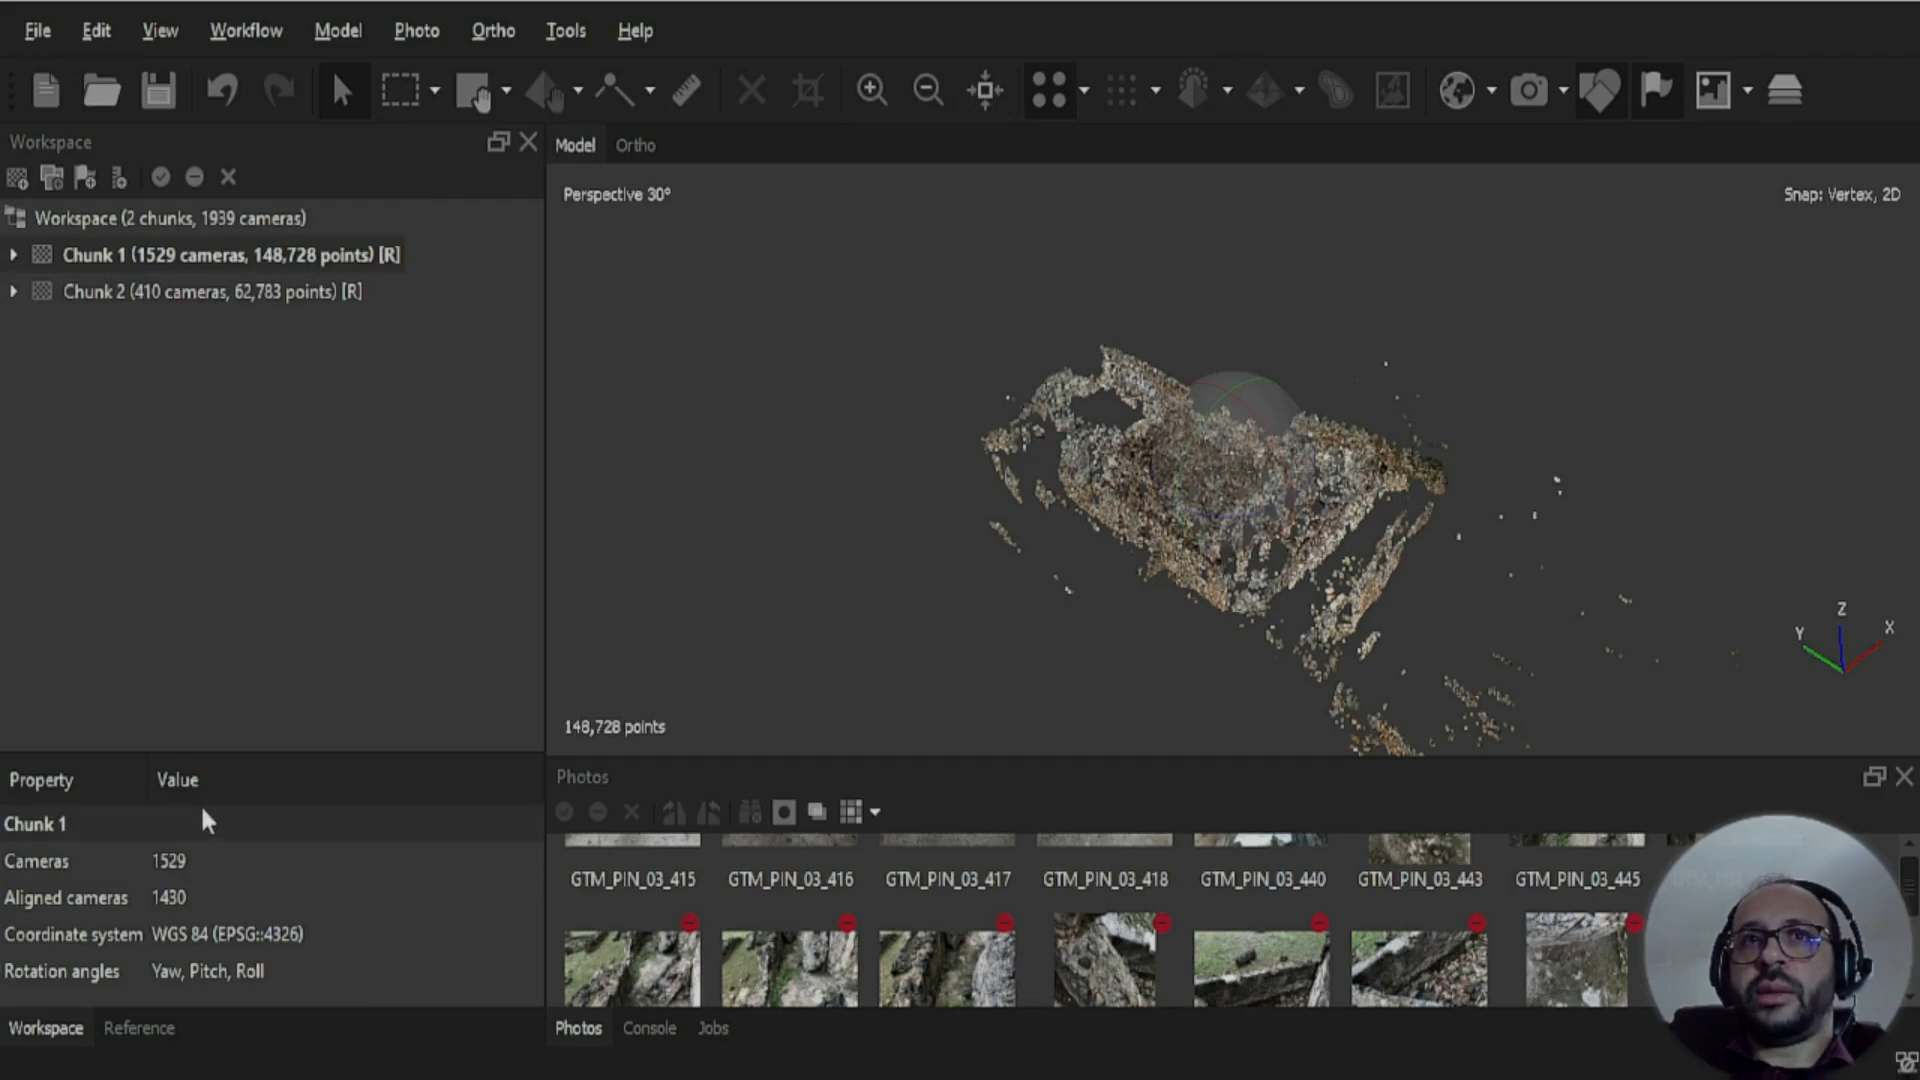 File Edit View Workflow Model Photo Ortho Tools Help
Workspace
Workspace (2 chunks, 1939 cameras)
Chunk 1 (1529 cameras, 148,728 points) [R]
Chunk 2 (410 cameras, 62,783 points) [R]
Property Value
Chunk 1
Cameras 1529
Aligned cameras 1430
Coordinate system WGS 84 (EPSG::4326)
Rotation angles Yaw, Pitch, Roll
Workspace Reference
Model Ortho
Perspective 30°
Snap: Vertex, 2D
Z
Y
X
148,728 points
Photos
GTM_PIN_03_415 GTM_PIN_03_416 GTM_PIN_03_417 GTM_PIN_03_418 GTM_PIN_03_440 GTM_PIN_03_443 GTM_PIN_03_445
Photos Console Jobs